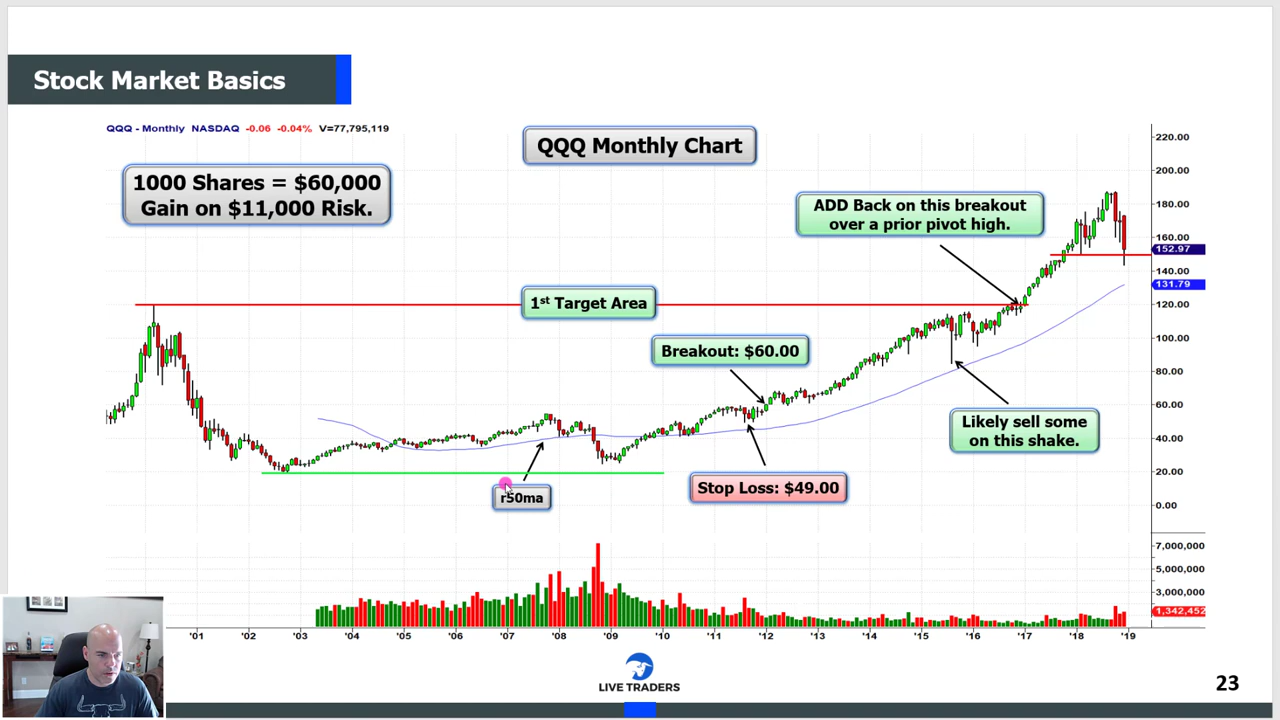 Stock Market Basics
QQQ - Monthly NASDAQ -0.06 -0.04% V=77,795,119
QQQ Monthly Chart
1000 Shares = $60,000
Gain on $11,000 Risk.
ADD Back on this breakout
over a prior pivot high.
1st Target Area
Breakout: $60.00
Likely sell some
on this shake.
Stop Loss: $49.00
r50ma
220.00
200.00
180.00
160.00
152.97
140.00
131.79
120.00
100.00
80.00
60.00
40.00
20.00
0.00
7,000,000
5,000,000
3,000,000
1,342,452
'01 '02 '03 '04 '05 '06 '07 '08 '09 '10 '11 '12 '13 '14 '15 '16 '17 '18 '19
LIVE TRADERS
23